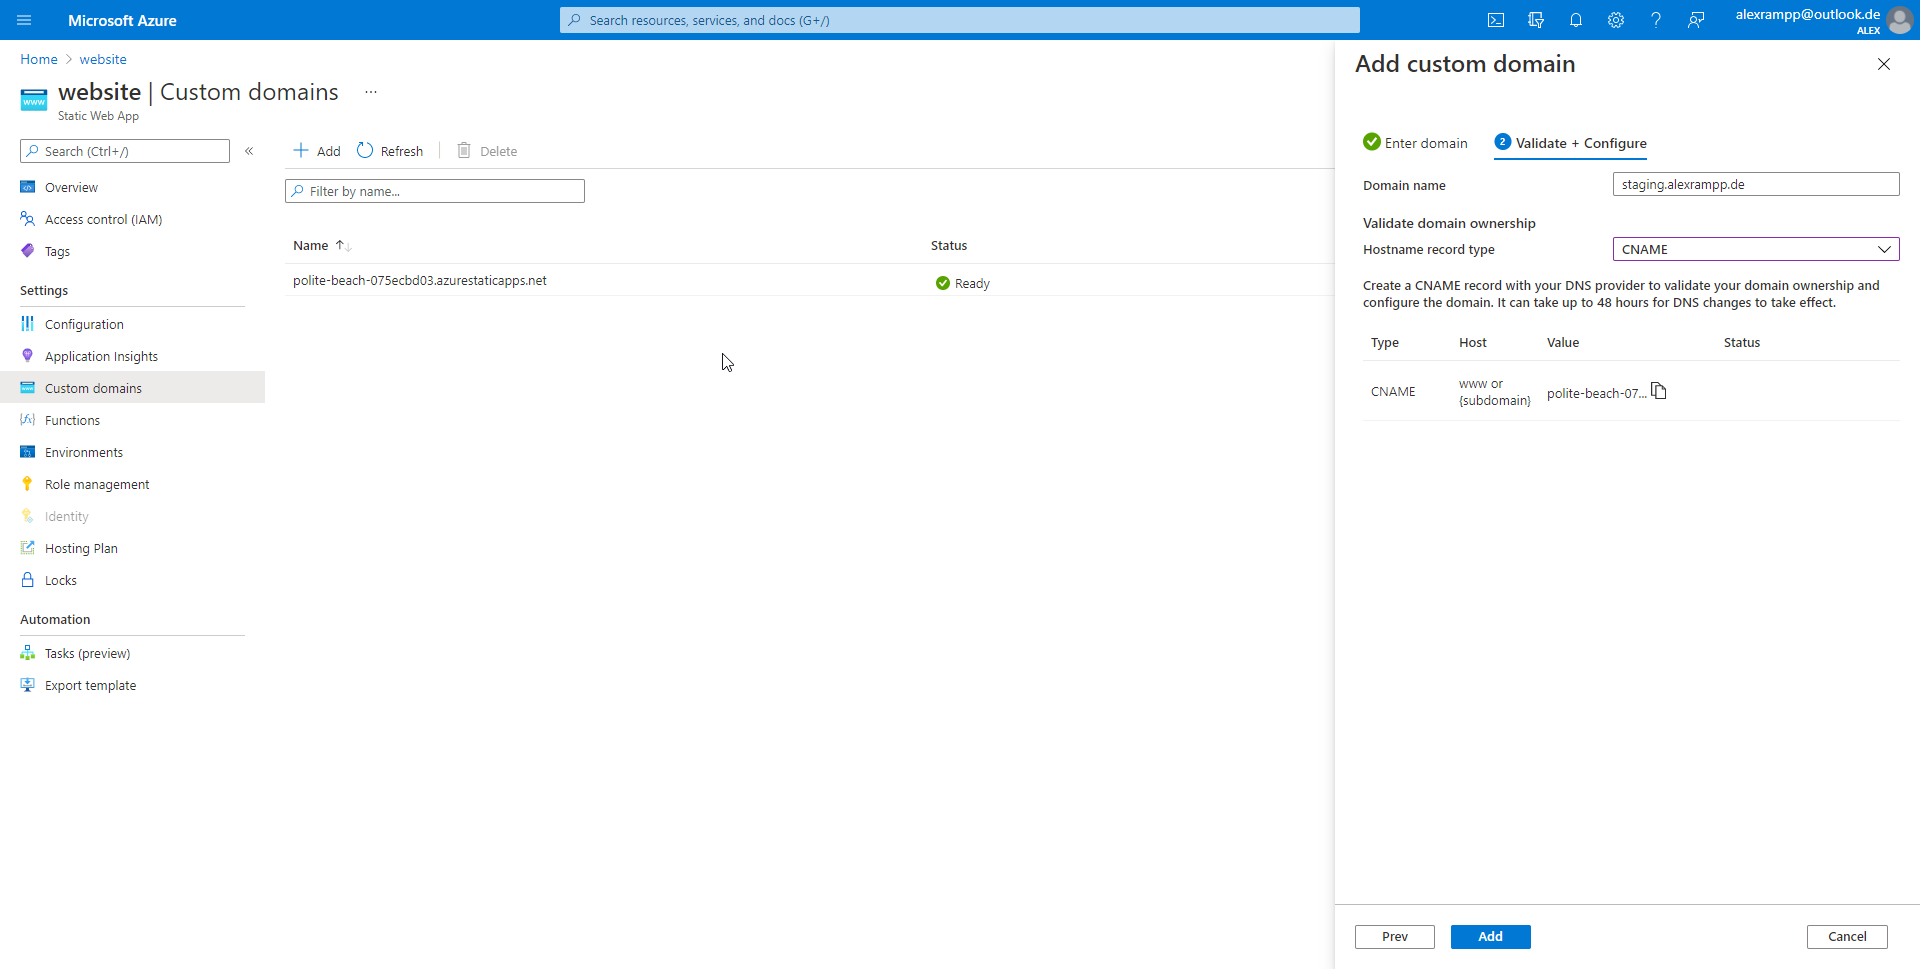 Microsoft Azure
Search resources, services, and docs (G+/)
alexrampp@outlook.de
ALEX
Home > website
website | Custom domains ...
Static Web App
Search (Ctrl+/)
«
Overview
Access control (IAM)
Tags
Settings
Configuration
Application Insights
Custom domains
Functions
Environments
Role management
Identity
Hosting Plan
Locks
Automation
Tasks (preview)
Export template
Add
Refresh
Delete
Filter by name...
Name ↑↓
Status
polite-beach-075ecbd03.azurestaticapps.net
Ready
Add custom domain
Enter domain
2 Validate + Configure
Domain name
staging.alexrampp.de
Validate domain ownership
Hostname record type
CNAME
Create a CNAME record with your DNS provider to validate your domain ownership and
configure the domain. It can take up to 48 hours for DNS changes to take effect.
Type Host Value Status
CNAME
www or
{subdomain}
polite-beach-07...
Prev
Add
Cancel